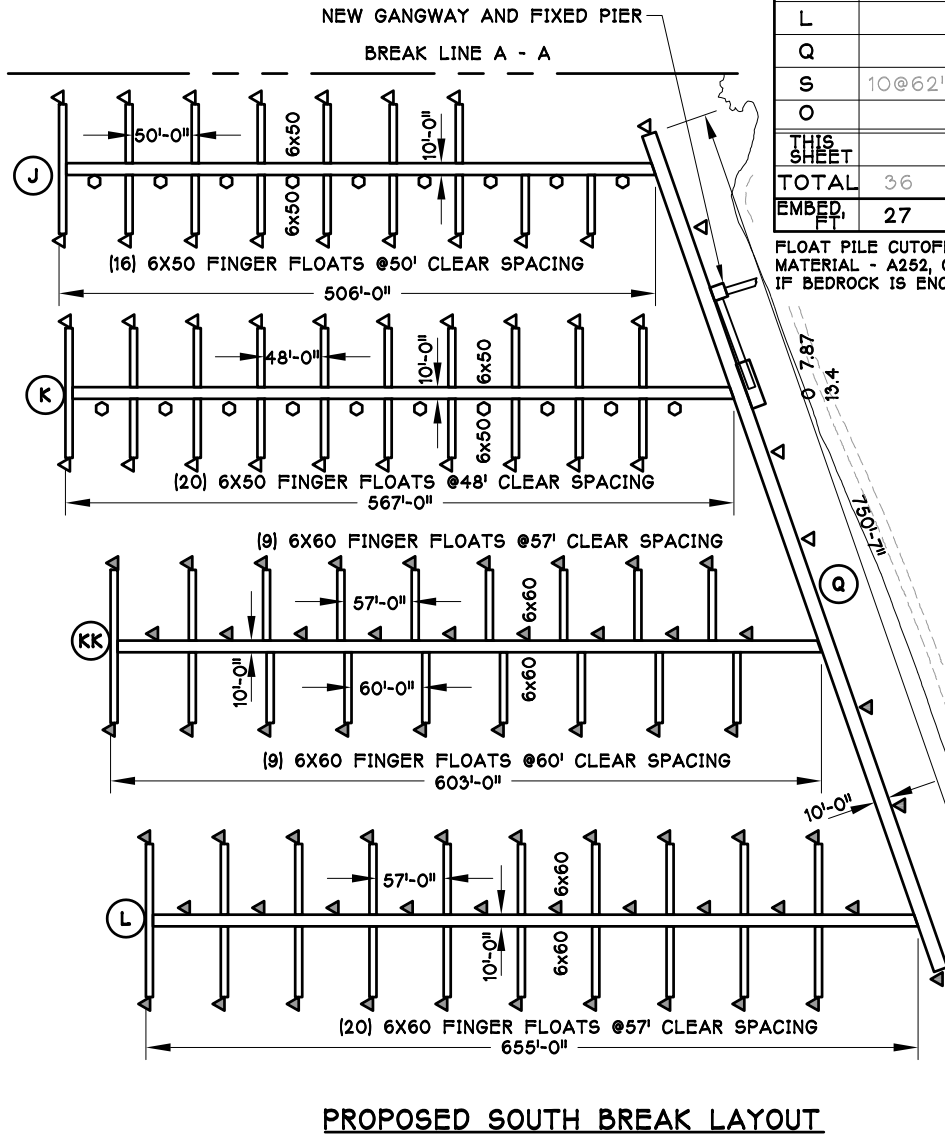 NEW GANGWAY AND FIXED PIER
BREAK LINE A - A
L
Q
S 10@62'
O
THIS SHEET
TOTAL 36
EMBED, FT. 27
FLOAT PILE CUTOFF
MATERIAL - A252, 
IF BEDROCK IS ENC
J
50'-0"
6x50
10'-0"
6x50
(16) 6X50 FINGER FLOATS @50' CLEAR SPACING
506'-0"
K
48'-0"
10'-0"
6x50
6x50
(20) 6X50 FINGER FLOATS @48' CLEAR SPACING
567'-0"
0 7.87
13.4
750'-7"
Q
(9) 6X60 FINGER FLOATS @57' CLEAR SPACING
KK
57'-0"
6x60
10'-0"
60'-0"
6x60
(9) 6X60 FINGER FLOATS @60' CLEAR SPACING
603'-0"
10'-0"
L
57'-0"
6x60
10'-0"
6x60
(20) 6X60 FINGER FLOATS @57' CLEAR SPACING
655'-0"
PROPOSED SOUTH BREAK LAYOUT